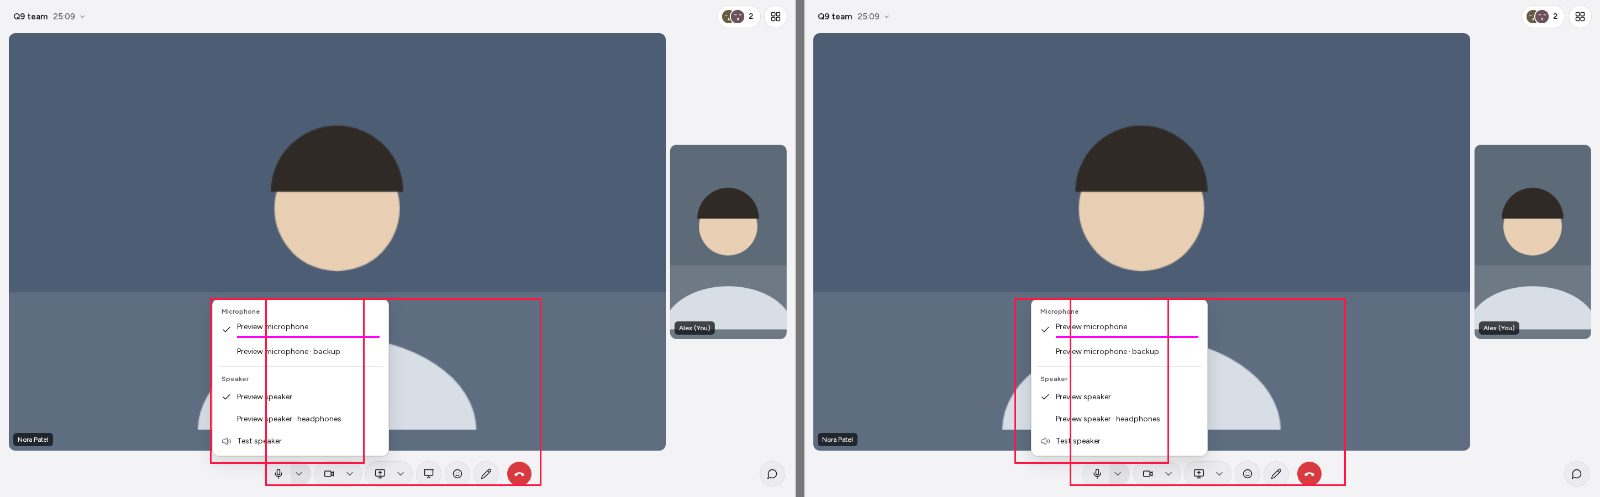 Q9 team 25:09
2
Microphone
Preview microphone
Preview microphone · backup
Speaker
Preview speaker
Preview speaker · headphones
Test speaker
Nora Patel
Alex (You)
Q9 team 25:09
2
Microphone
Preview microphone
Preview microphone · backup
Speaker
Preview speaker
Preview speaker · headphones
Test speaker
Nora Patel
Alex (You)